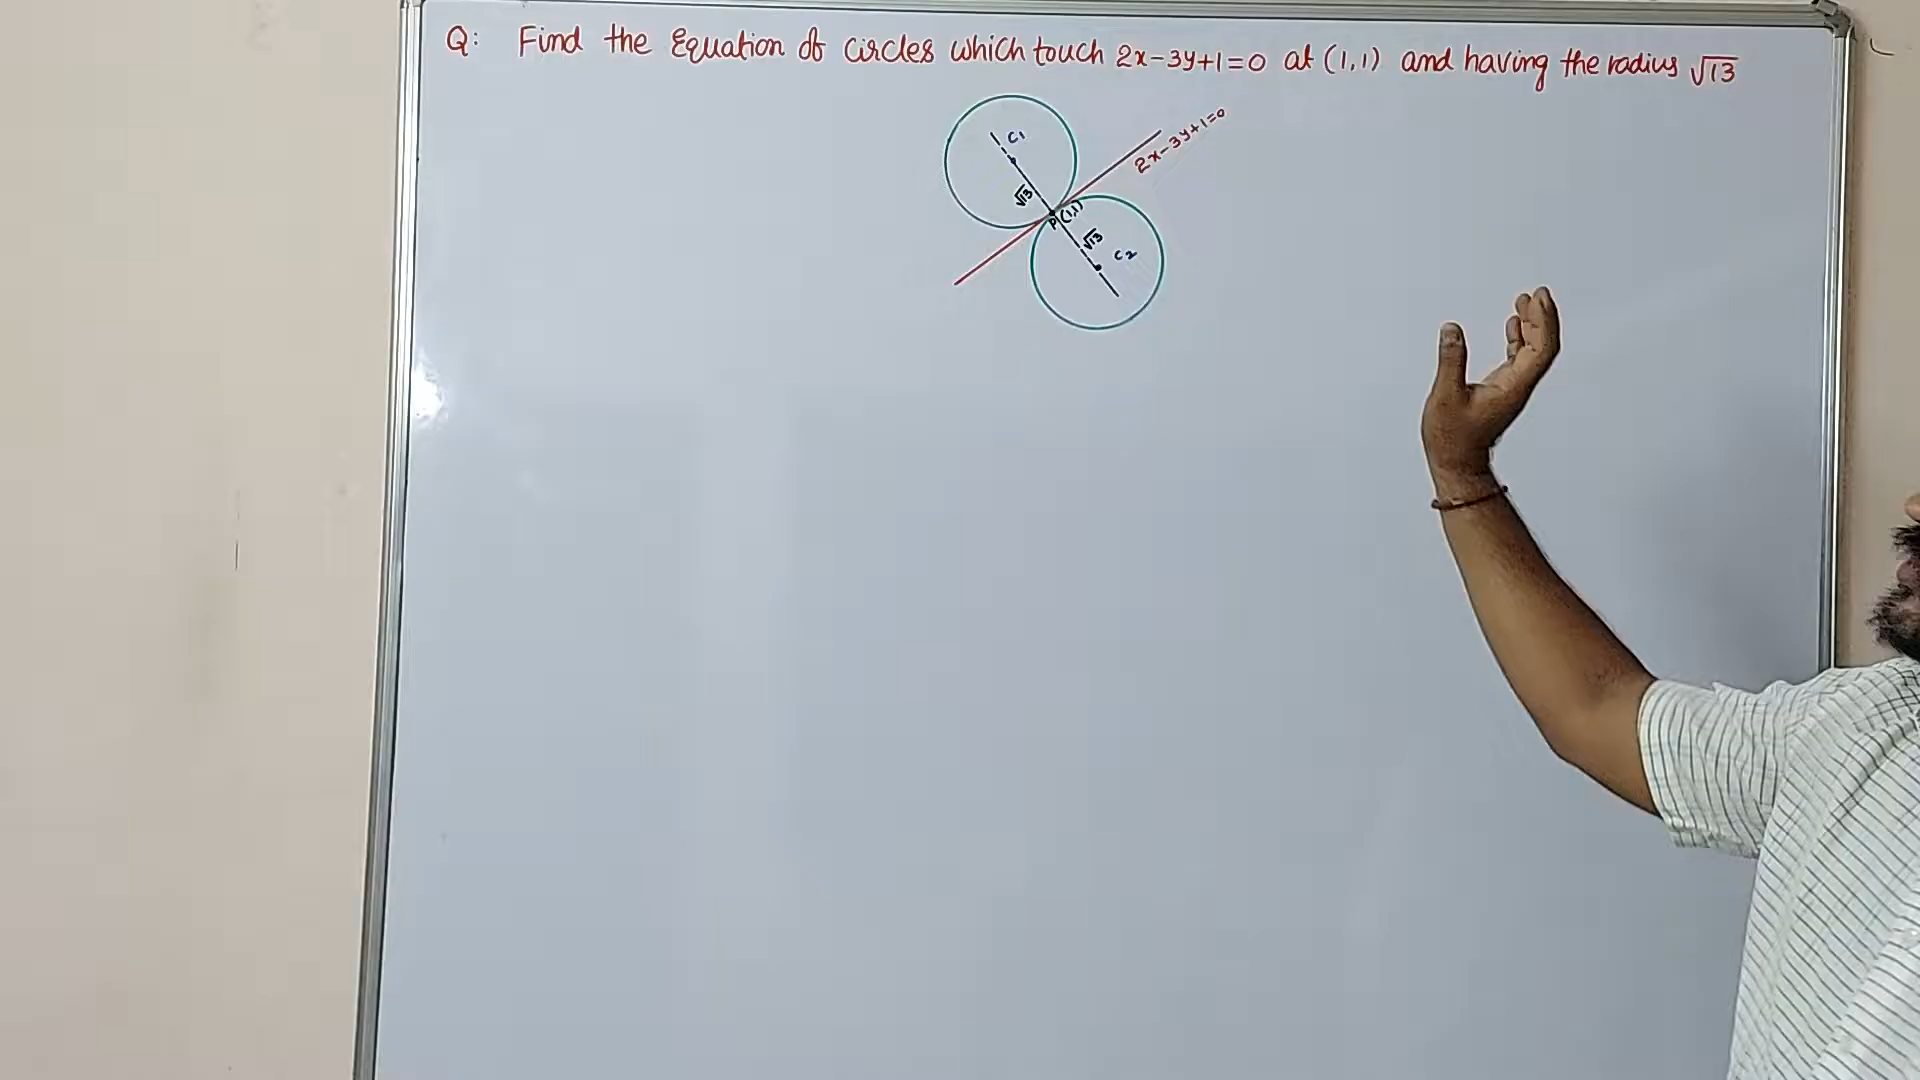 Q: Find the Equation of circles which touch 2x-3y+1=0 at (1,1) and having the radius √13
C1
2x-3y+1=0
√13
P(1,1)
√13
C2